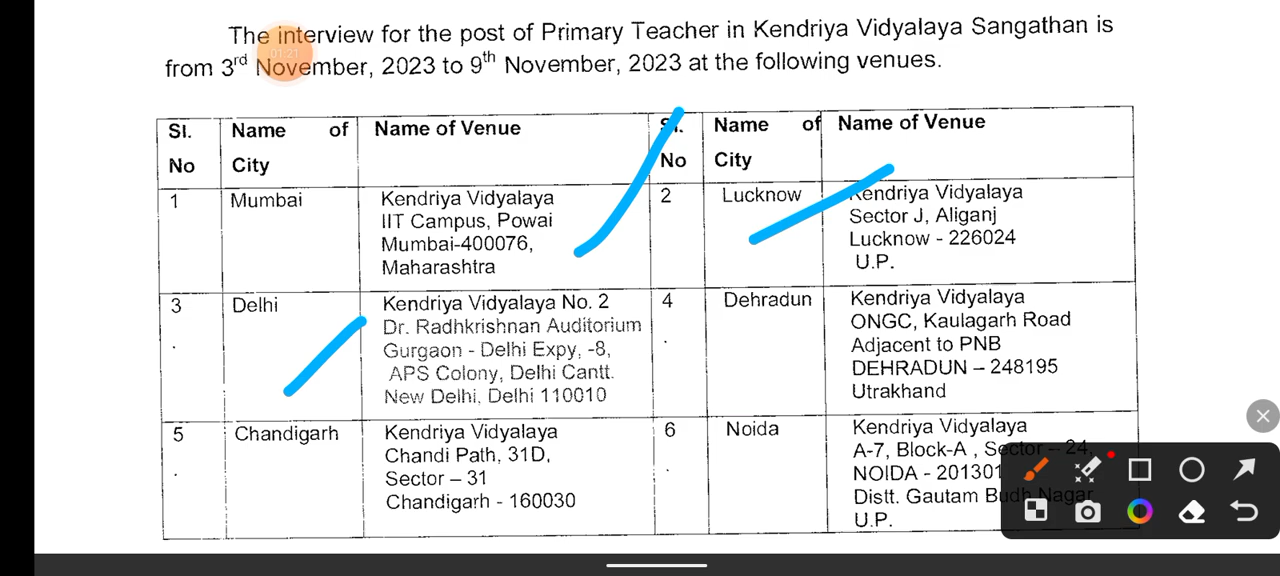 The interview for the post of Primary Teacher in Kendriya Vidyalaya Sangathan is
01:21
from 3rd November, 2023 to 9th November, 2023 at the following venues.
Sl. No
Name of City
Name of Venue
Sl. No
Name of City
Name of Venue
1
Mumbai
Kendriya Vidyalaya
IIT Campus, Powai
Mumbai-400076,
Maharashtra
2
Lucknow
Kendriya Vidyalaya
Sector J, Aliganj
Lucknow - 226024
U.P.
3
Delhi
Kendriya Vidyalaya No. 2
Dr. Radhkrishnan Auditorium
Gurgaon - Delhi Expy, -8,
APS Colony, Delhi Cantt.
New Delhi, Delhi 110010
4
Dehradun
Kendriya Vidyalaya
ONGC, Kaulagarh Road
Adjacent to PNB
DEHRADUN – 248195
Utrakhand
5
Chandigarh
Kendriya Vidyalaya
Chandi Path, 31D,
Sector – 31
Chandigarh - 160030
6
Noida
Kendriya Vidyalaya
A-7, Block-A , Sector – 24,
NOIDA - 201301
Distt. Gautam Budh Nagar
U.P.